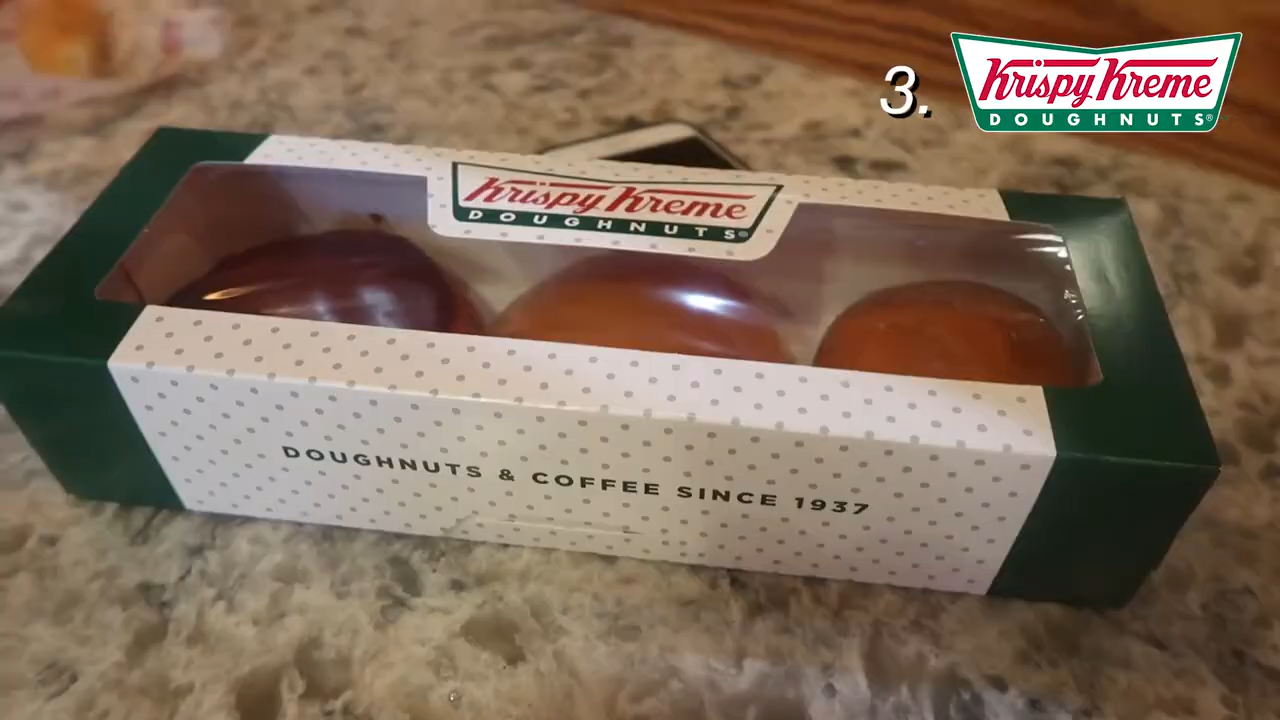 3.
Krispy Kreme
DOUGHNUTS®
Krispy Kreme
DOUGHNUTS®
DOUGHNUTS & COFFEE SINCE 1937